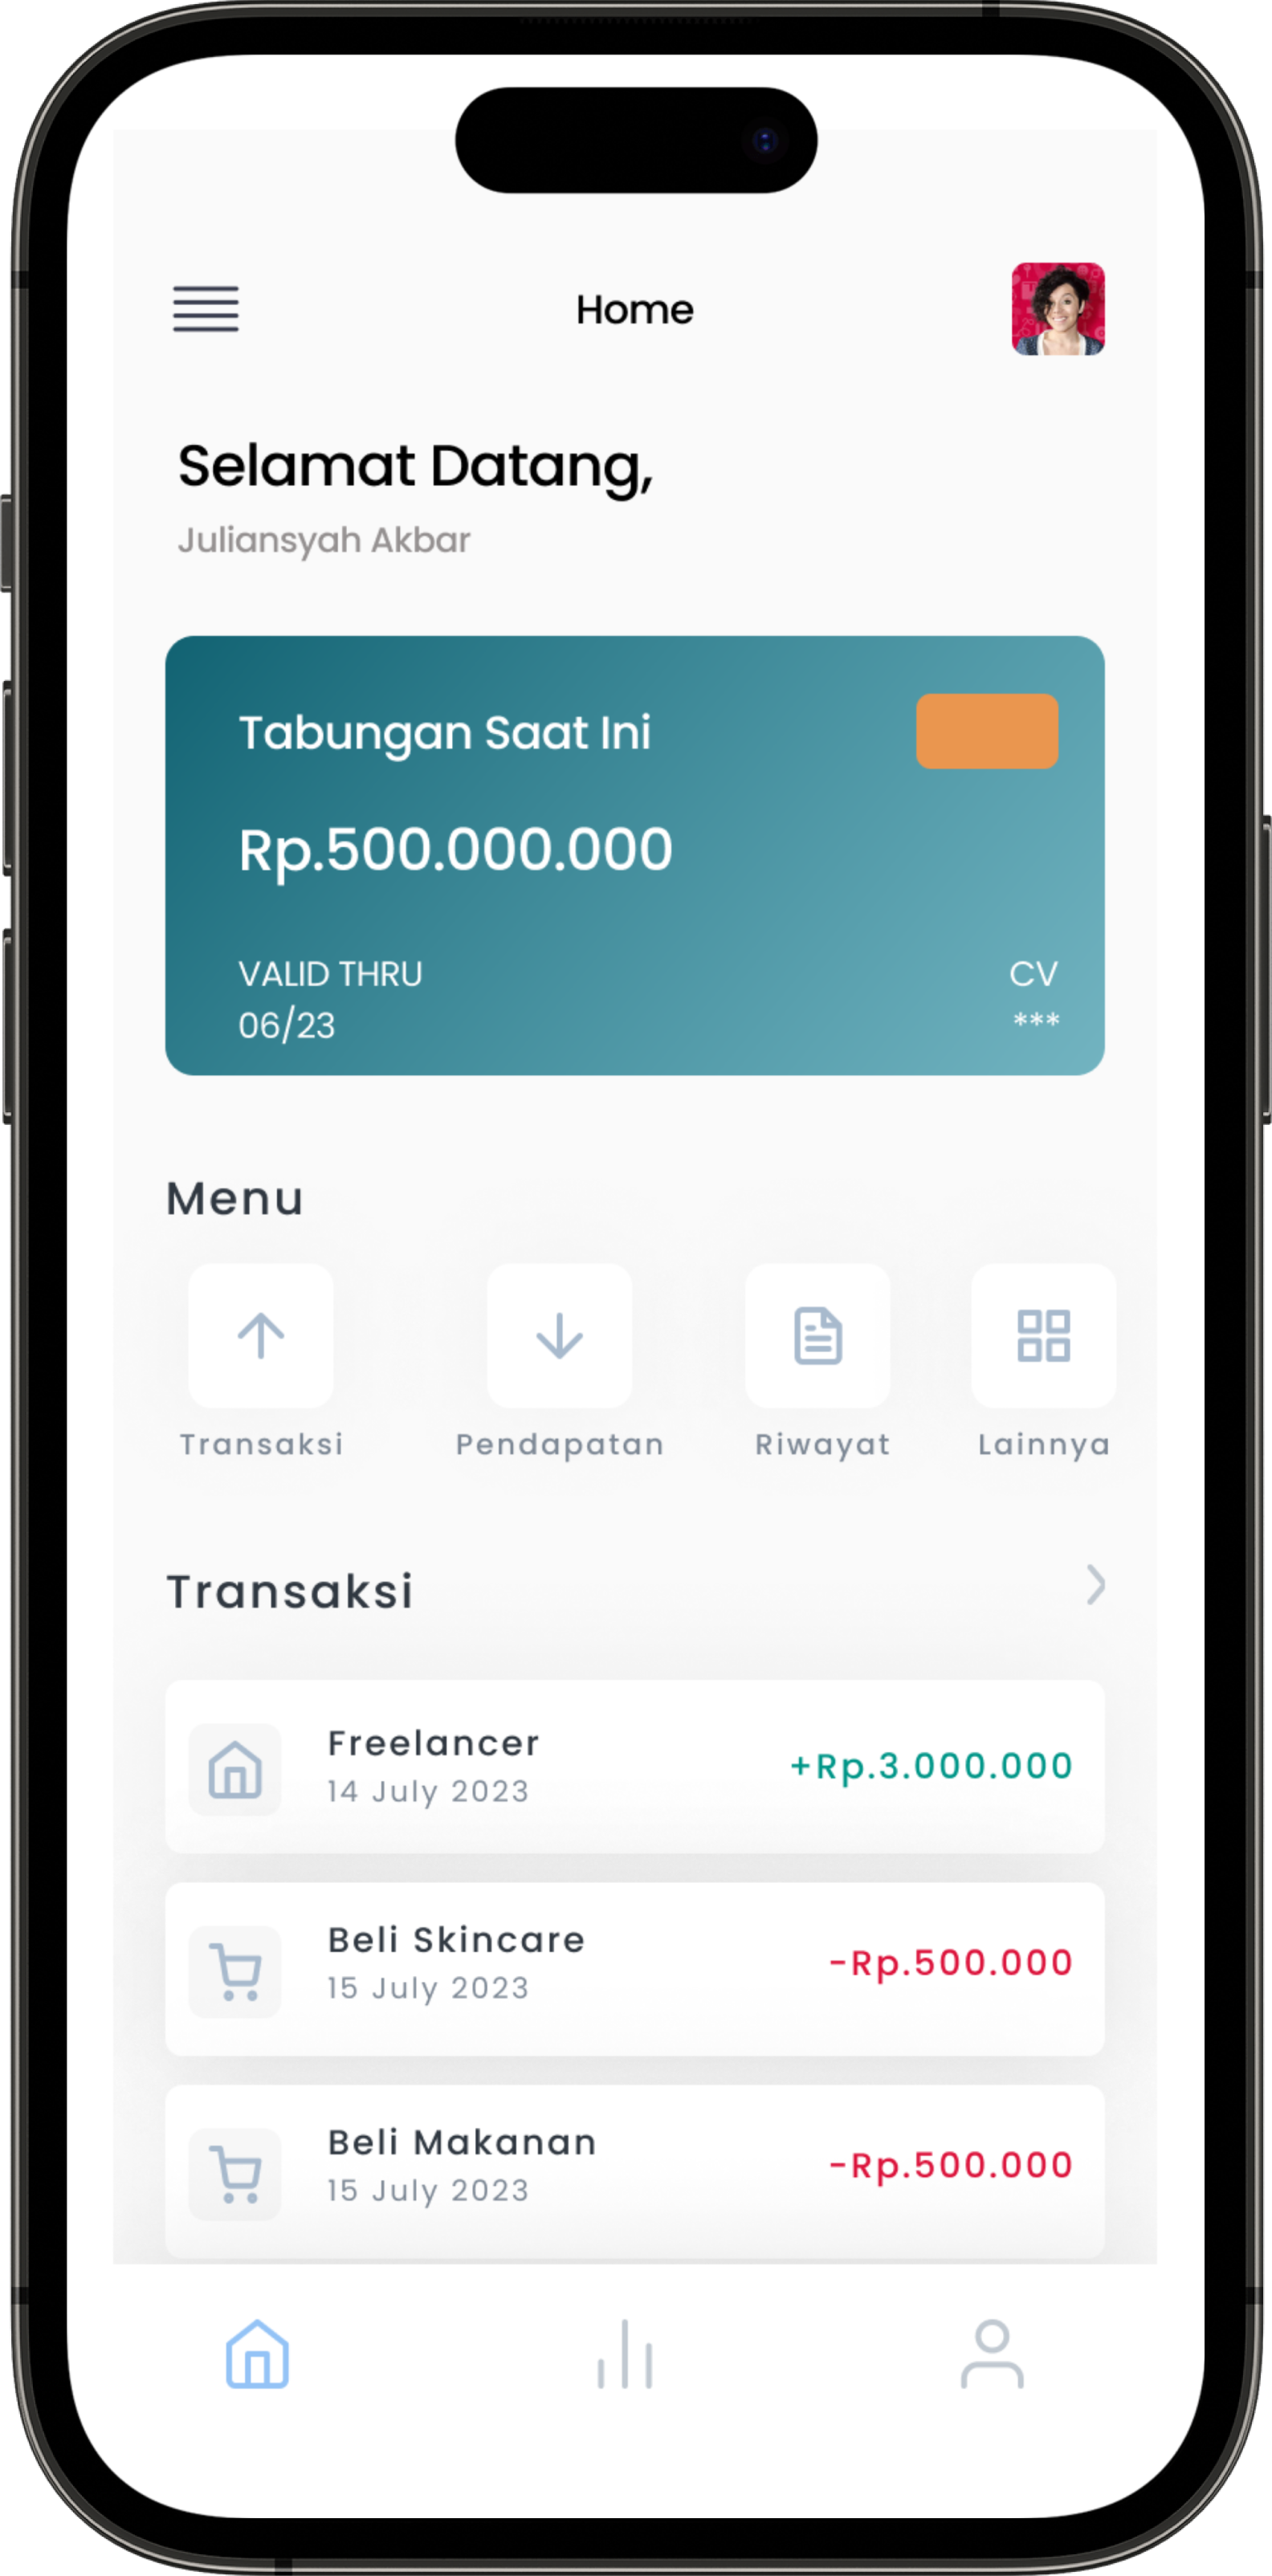 Home
Selamat Datang,
Juliansyah Akbar
Tabungan Saat Ini
Rp.500.000.000
VALID THRU
06/23
CV
***
Menu
Transaksi
Pendapatan
Riwayat
Lainnya
Transaksi
Freelancer
14 July 2023
+Rp.3.000.000
Beli Skincare
15 July 2023
-Rp.500.000
Beli Makanan
15 July 2023
-Rp.500.000